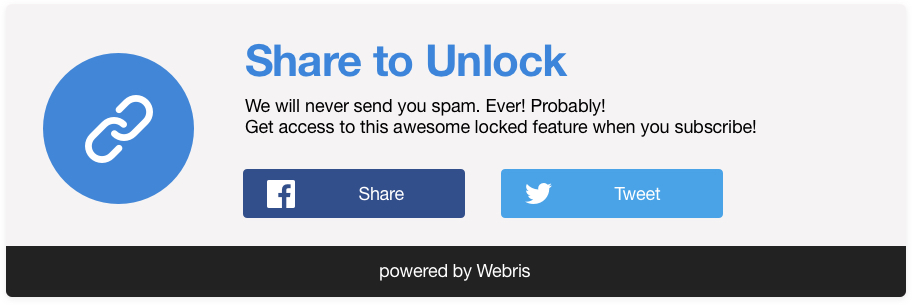 Share to Unlock
We will never send you spam. Ever! Probably!
Get access to this awesome locked feature when you subscribe!
Share
Tweet
powered by Webris